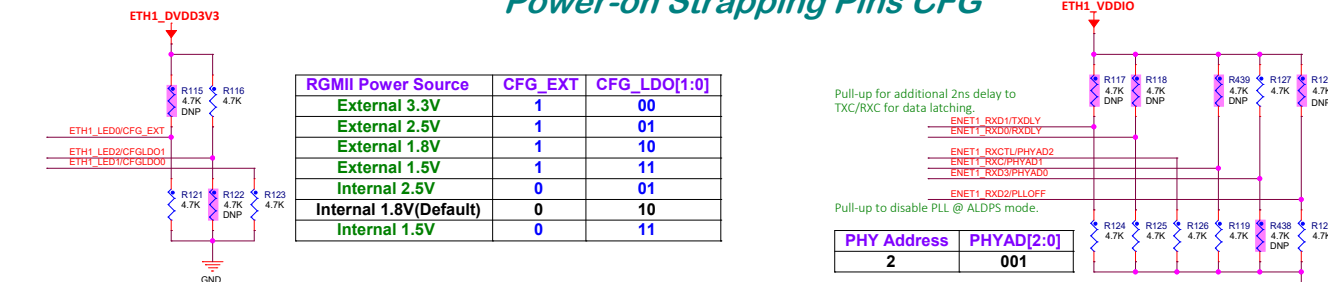 Power-on Strapping Pins CFG
ETH1_DVDD3V3
R115
4.7K
DNP
R116
4.7K
ETH1_LED0/CFG_EXT
ETH1_LED2/CFGLDO1
ETH1_LED1/CFGLDO0
R121
4.7K
R122
4.7K
DNP
R123
4.7K
GND
RGMII Power Source CFG_EXT CFG_LDO[1:0]
External 3.3V 1 00
External 2.5V 1 01
External 1.8V 1 10
External 1.5V 1 11
Internal 2.5V 0 01
Internal 1.8V(Default) 0 10
Internal 1.5V 0 11
ETH1_VDDIO
R117
4.7K
DNP
R118
4.7K
DNP
R439
4.7K
DNP
R127
4.7K
Pull-up for additional 2ns delay to
TXC/RXC for data latching.
ENET1_RXD1/TXDLY
ENET1_RXD0/RXDLY
ENET1_RXCTL/PHYAD2
ENET1_RXC/PHYAD1
ENET1_RXD3/PHYAD0
ENET1_RXD2/PLLOFF
Pull-up to disable PLL @ ALDPS mode.
R124
4.7K
R125
4.7K
R126
4.7K
R119
4.7K
R438
4.7K
DNP
PHY Address PHYAD[2:0]
2 001